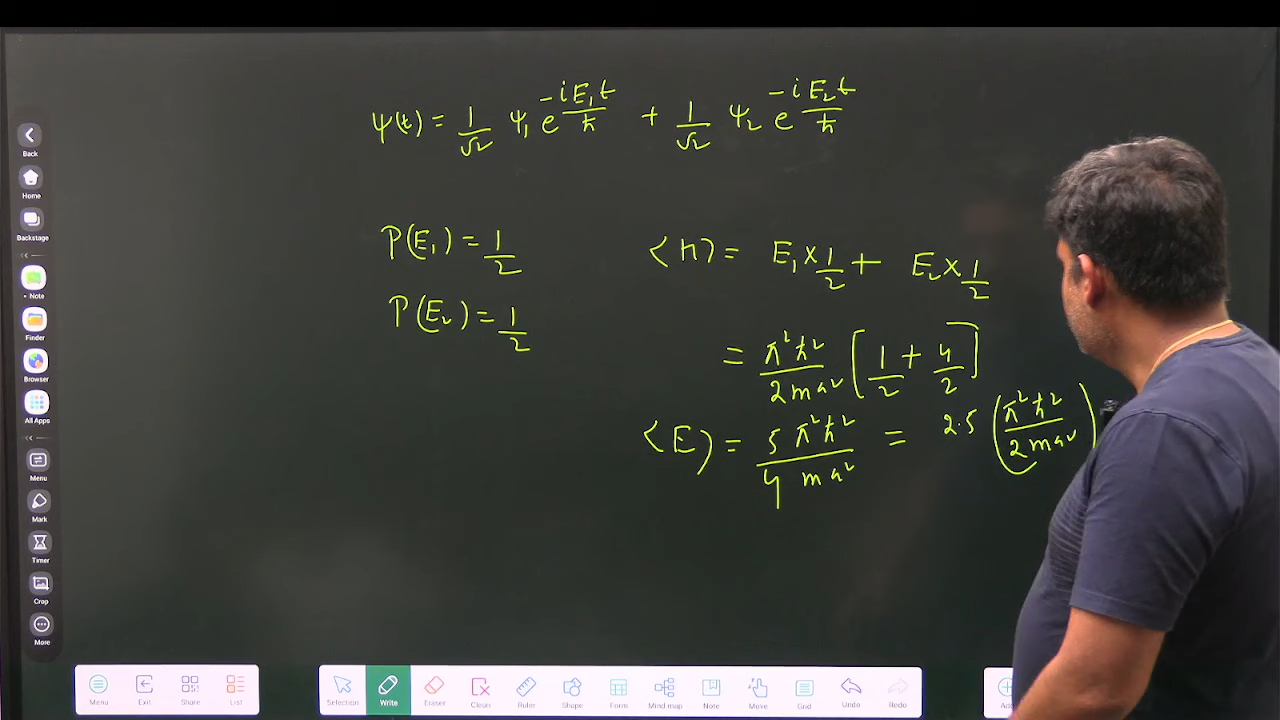 ψ(t) = 1/√2 ψ₁ e^(-iE₁t/ħ) + 1/√2 ψ₂ e^(-iE₂t/ħ)
P(E₁) = 1/2
P(E₂) = 1/2
⟨H⟩ = E₁ × 1/2 + E₂ × 1/2
= π²ħ²/2ma² [1/2 + 4/2]
⟨E⟩ = 5π²ħ²/4ma² = 2.5 (π²ħ²/2ma²)
Back
Home
Backstage
Note
Finder
Browser
All Apps
Menu
Mark
Timer
Crop
More
Menu
Exit
Share
List
Selection
Write
Eraser
Clean
Ruler
Shape
Form
Mind map
Note
Move
Grid
Undo
Redo